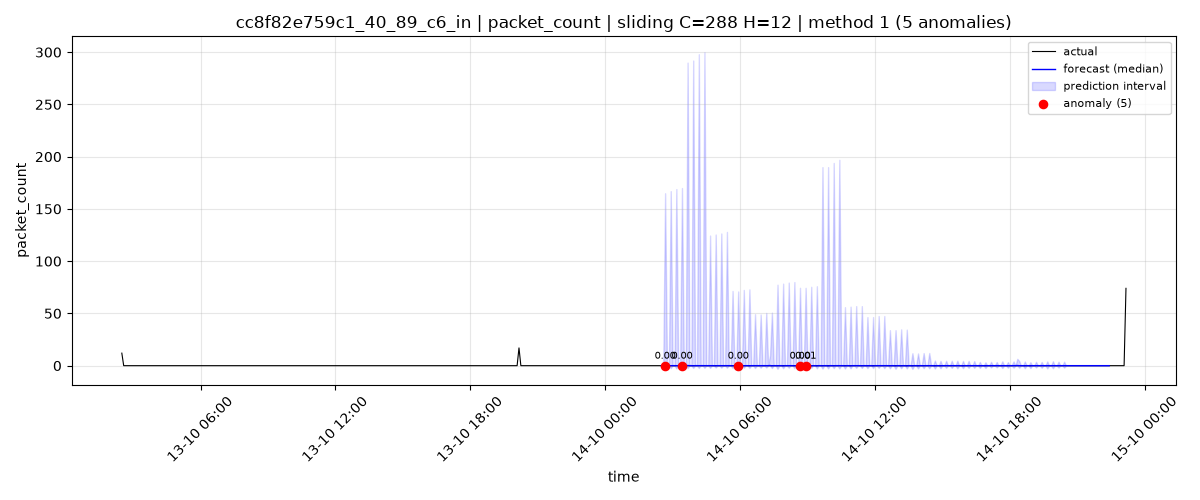 cc8f82e759c1_40_89_c6_in | packet_count | sliding C=288 H=12 | method 1 (5 anomalies)
actual
forecast (median)
prediction interval
anomaly (5)
packet_count
300
250
200
150
100
50
0
0.00
0.00
0.00
13-10 06:00
13-10 12:00
13-10 18:00
14-10 00:00
14-10 06:00
14-10 12:00
14-10 18:00
15-10 00:00
time